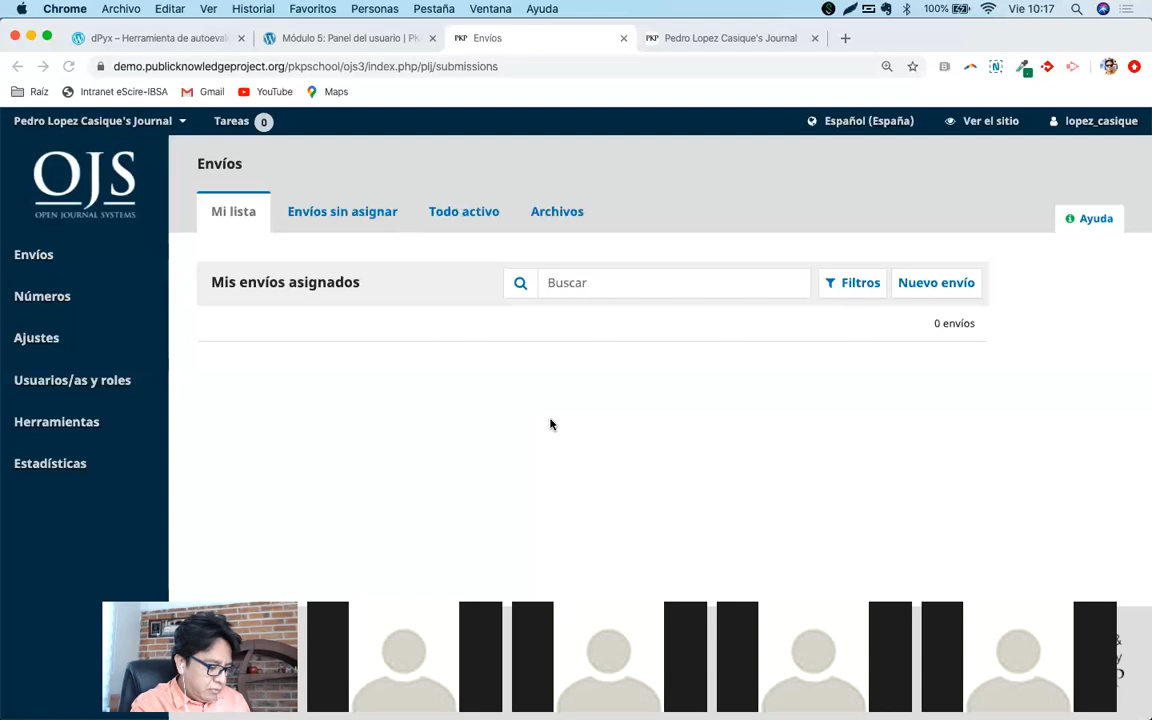 Chrome Archivo Editar Ver Historial Favoritos Personas Pestaña Ventana Ayuda 100% Vie 10:17
dPyx – Herramienta de autoeval Módulo 5: Panel del usuario | PK PKP Envíos PKP Pedro Lopez Casique's Journal
demo.publicknowledgeproject.org/pkpschool/ojs3/index.php/plj/submissions
Raíz Intranet eScire-IBSA Gmail YouTube Maps
Pedro Lopez Casique's Journal Tareas 0 Español (España) Ver el sitio lopez_casique
OJS
OPEN JOURNAL SYSTEMS
Envíos
Números
Ajustes
Usuarios/as y roles
Herramientas
Estadísticas
Envíos
Mi lista Envíos sin asignar Todo activo Archivos
Ayuda
Mis envíos asignados Buscar Filtros Nuevo envío
0 envíos